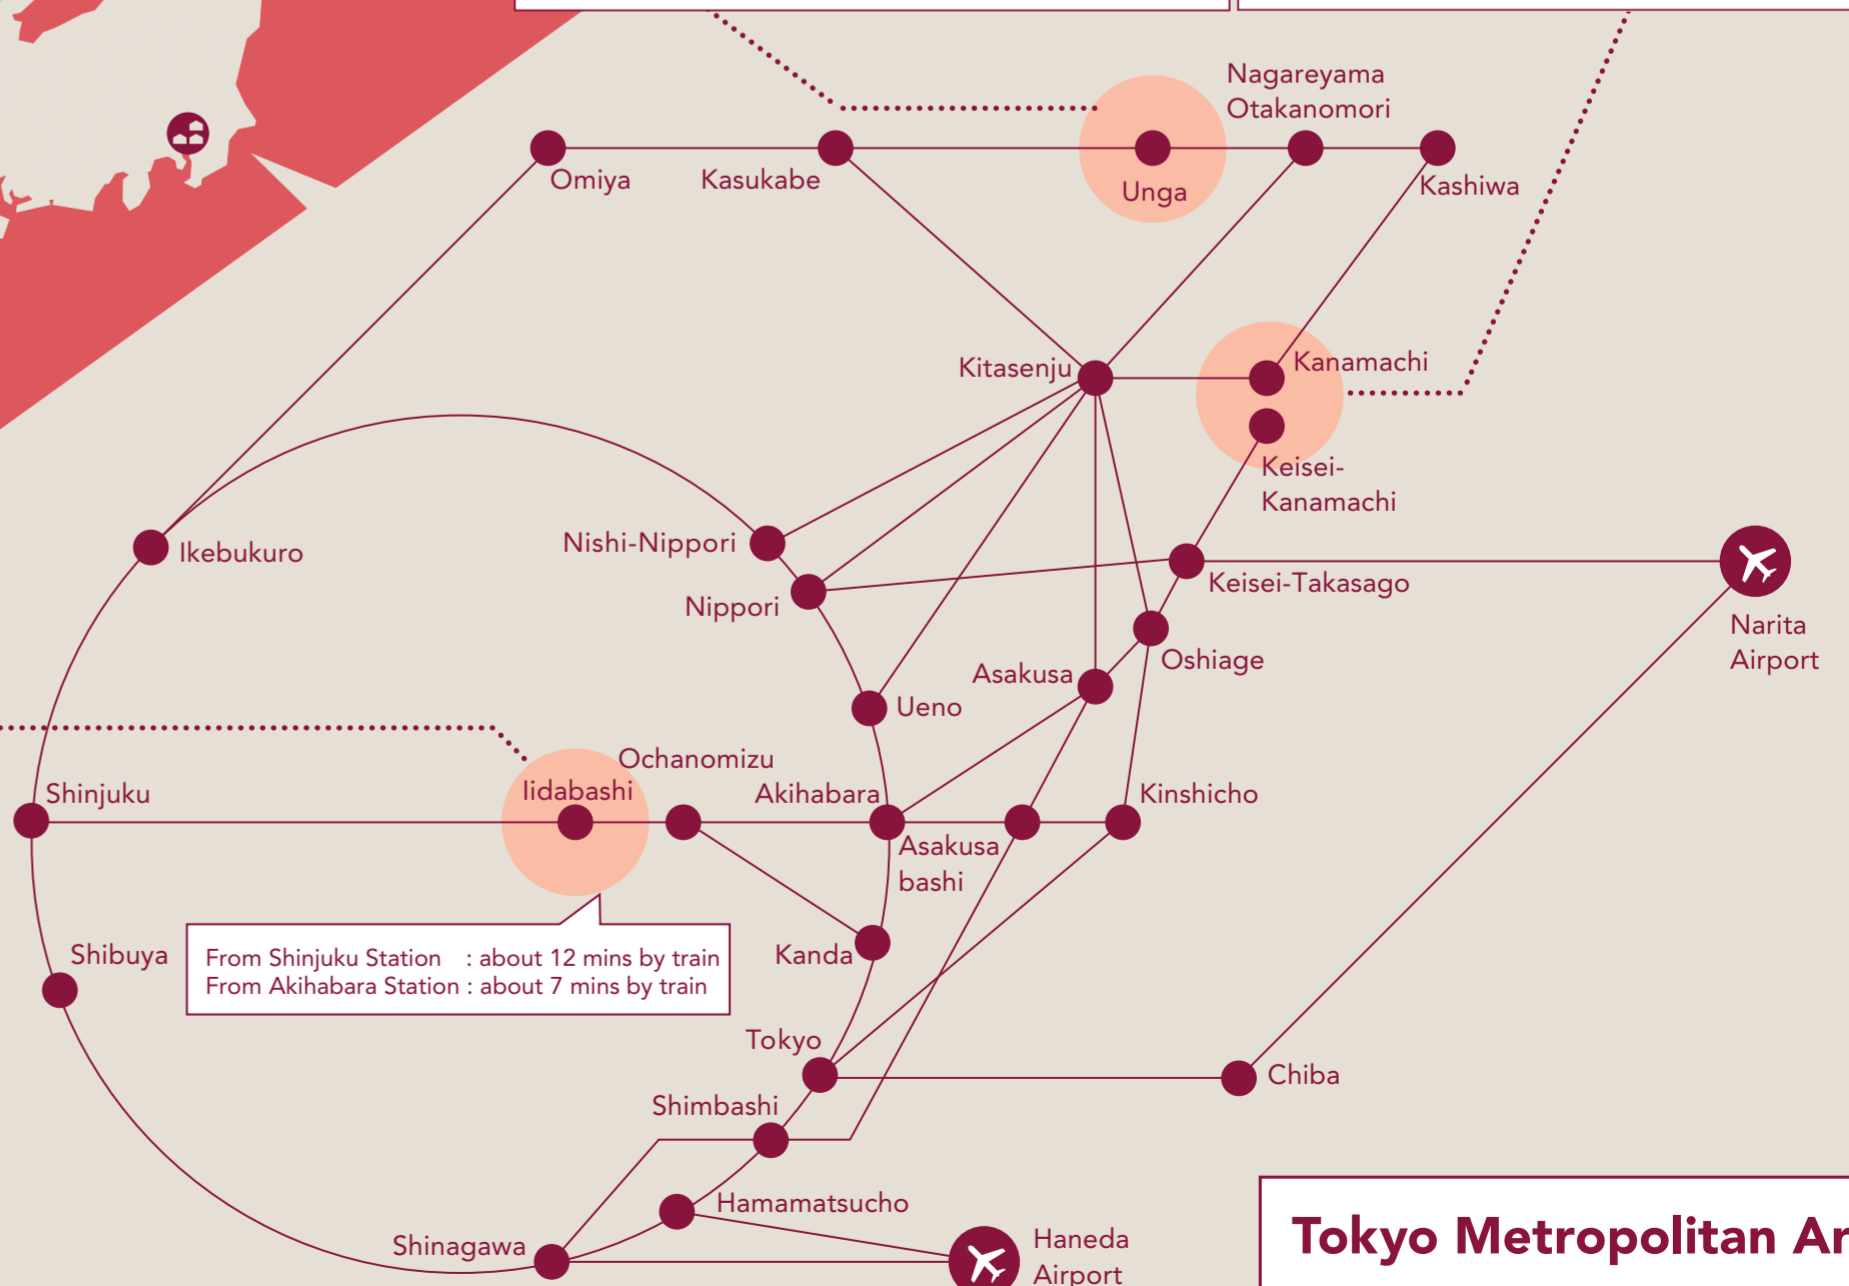 Nagareyama
Otakanomori
Omiya
Kasukabe
Unga
Kashiwa
Kitasenju
Kanamachi
Keisei-
Kanamachi
Nishi-Nippori
Ikebukuro
Nippori
Keisei-Takasago
Narita
Airport
Oshiage
Asakusa
Ueno
Ochanomizu
Iidabashi
Shinjuku
Akihabara
Kinshicho
Asakusa
bashi
Shibuya
From Shinjuku Station : about 12 mins by train
From Akihabara Station : about 7 mins by train
Kanda
Tokyo
Chiba
Shimbashi
Hamamatsucho
Shinagawa
Haneda
Airport
Tokyo Metropolitan Ar